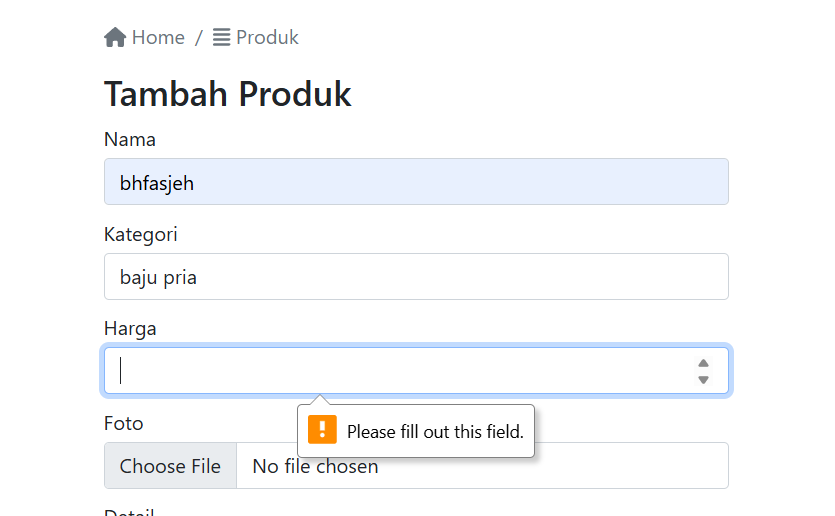 Home / Produk
Tambah Produk
Nama
bhfasjeh
Kategori
baju pria
Harga
Please fill out this field.
Foto
Choose File No file chosen
Detail